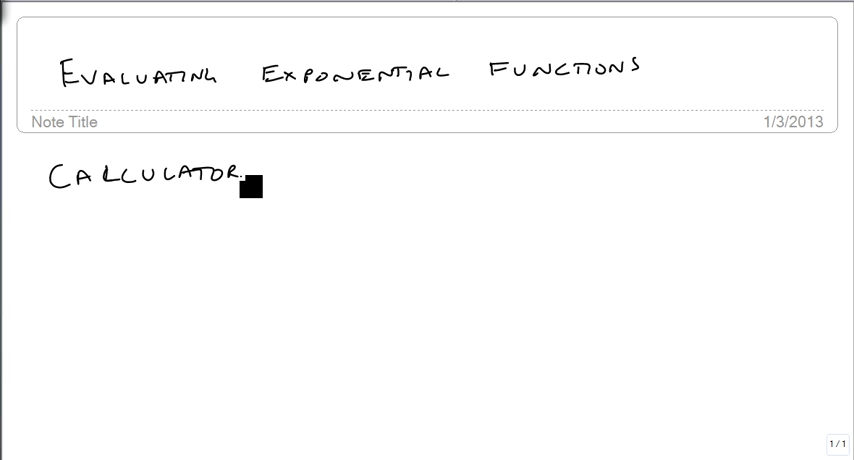 EVALUATING EXPONENTIAL FUNCTIONS
Note Title
1/3/2013
CALCULATOR.
1 / 1